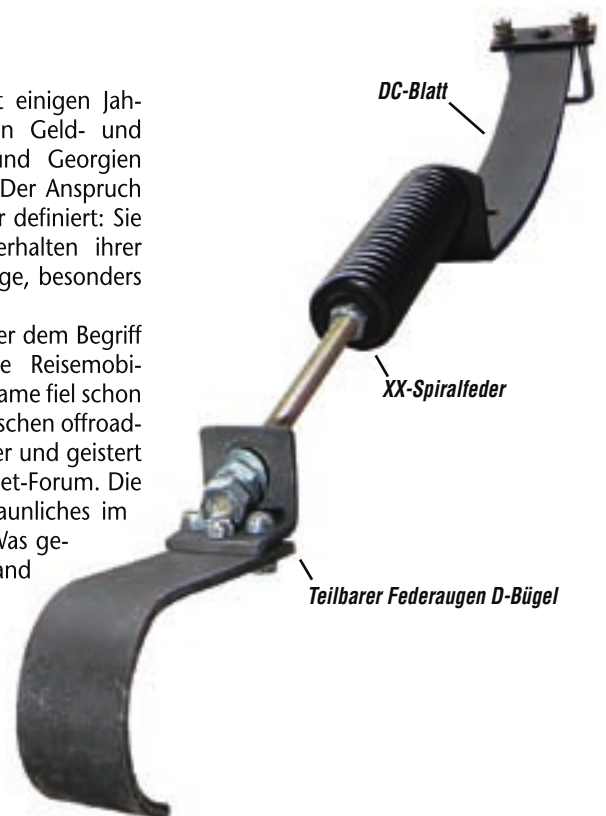 t einigen Jah-
n Geld- und
und Georgien
Der Anspruch
r definiert: Sie
erhalten ihrer
ge, besonders
er dem Begriff
e Reisemobi-
ame fiel schon
schen offroad-
er und geistert
et-Forum. Die
aunliches im
Was ge-
and
DC-Blatt
XX-Spiralfeder
Teilbarer Federaugen D-Bügel